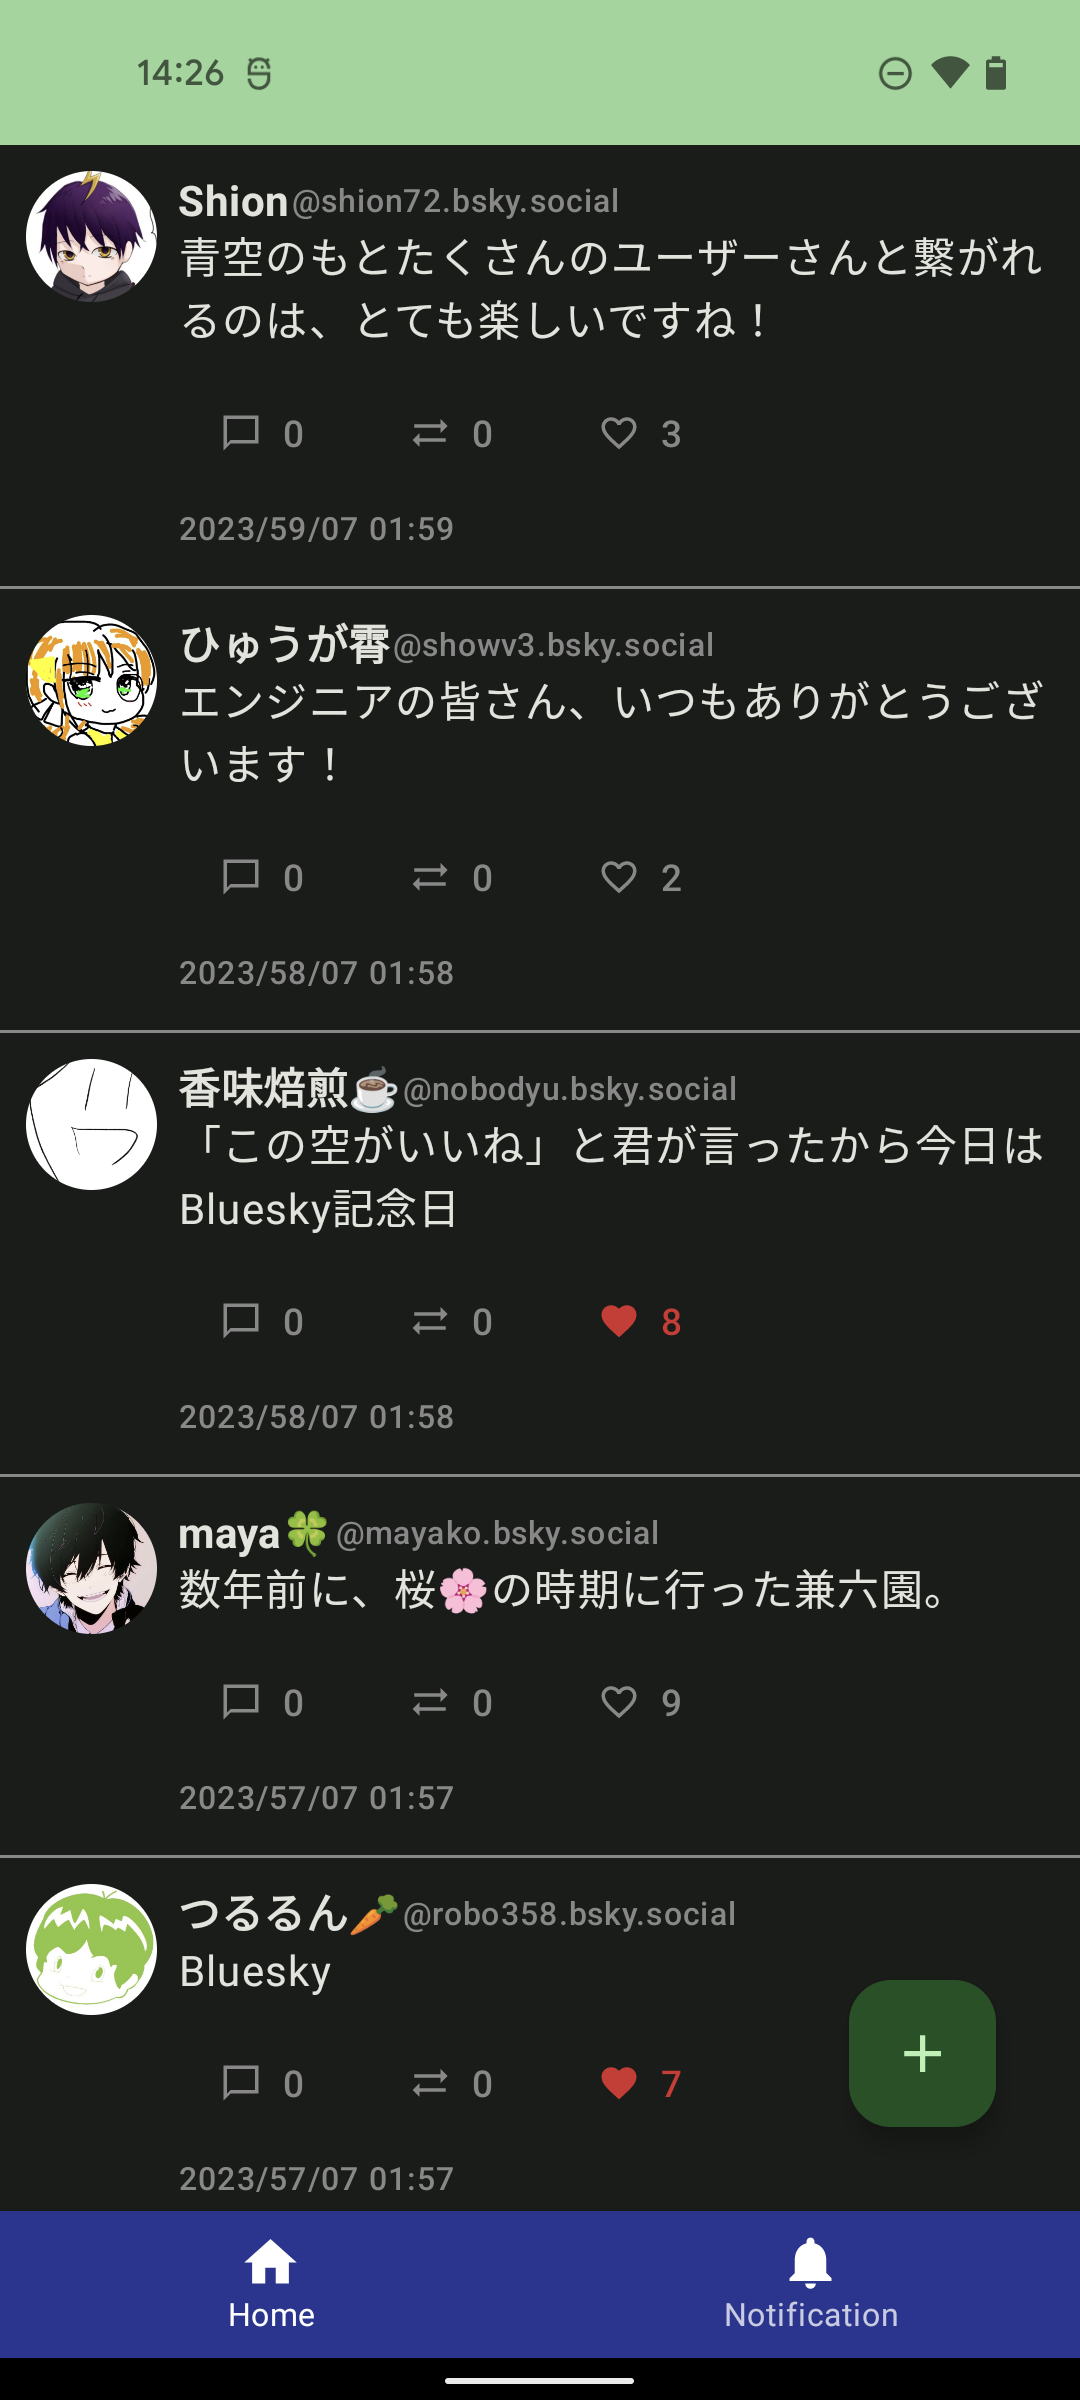 14:26
Shion@shion72.bsky.social
青空のもとたくさんのユーザーさんと繋がれ
るのは、とても楽しいですね！
0 0 3
2023/59/07 01:59
ひゅうが霄@showv3.bsky.social
エンジニアの皆さん、いつもありがとうござ
います！
0 0 2
2023/58/07 01:58
香味焙煎☕@nobodyu.bsky.social
「この空がいいね」と君が言ったから今日は
Bluesky記念日
0 0 8
2023/58/07 01:58
maya🍀@mayako.bsky.social
数年前に、桜🌸の時期に行った兼六園。
0 0 9
2023/57/07 01:57
つるるん🥕@robo358.bsky.social
Bluesky
0 0 7
2023/57/07 01:57
Home Notification